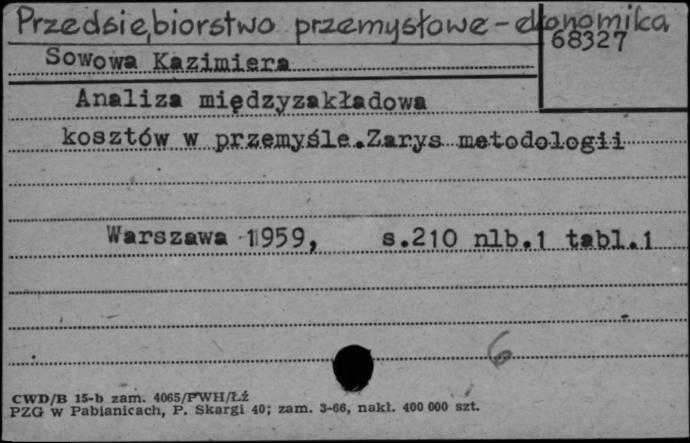 Przedsiębiorstwo przemysłowe - ekonomika
68327
Sowowa Kazimiera
Analiza międzyzakładowa
kosztów w przemyśle.Zarys metodologii
Warszawa 1959, s.210 nlb.1 tabl.1
6
CWD/B 15-b zam. 4065/PWH/Łź
PZG w Pabianicach, P. Skargi 40; zam. 3-66, nakł. 400 000 szt.